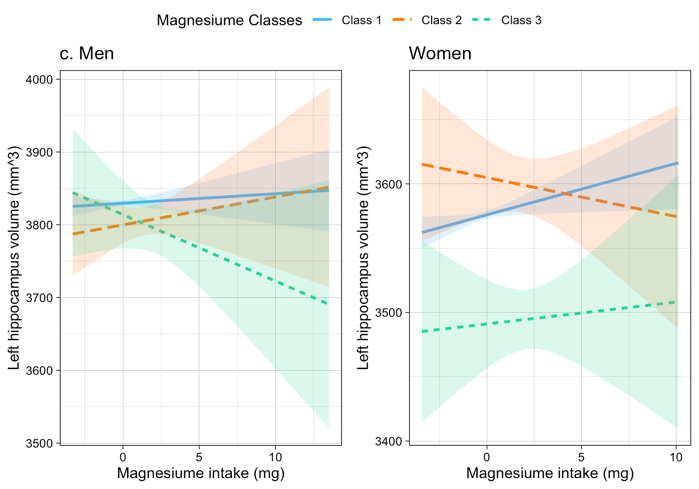 Magnesiume Classes Class 1 Class 2 Class 3
c. Men
Women
Left hippocampus volume (mm^3)
4000
3900
3800
3700
3600
3500
0 5 10
Magnesiume intake (mg)
Left hippocampus volume (mm^3)
3600
3500
3400
0 5 10
Magnesiume intake (mg)